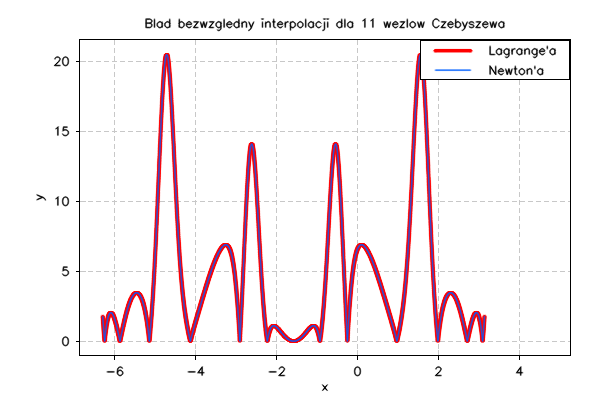 Blad bezwzgledny interpolacji dla 11 wezlow Czebyszewa
Lagrange'a
Newton'a
20
15
10
5
0
y
−6 −4 −2 0 2 4
x